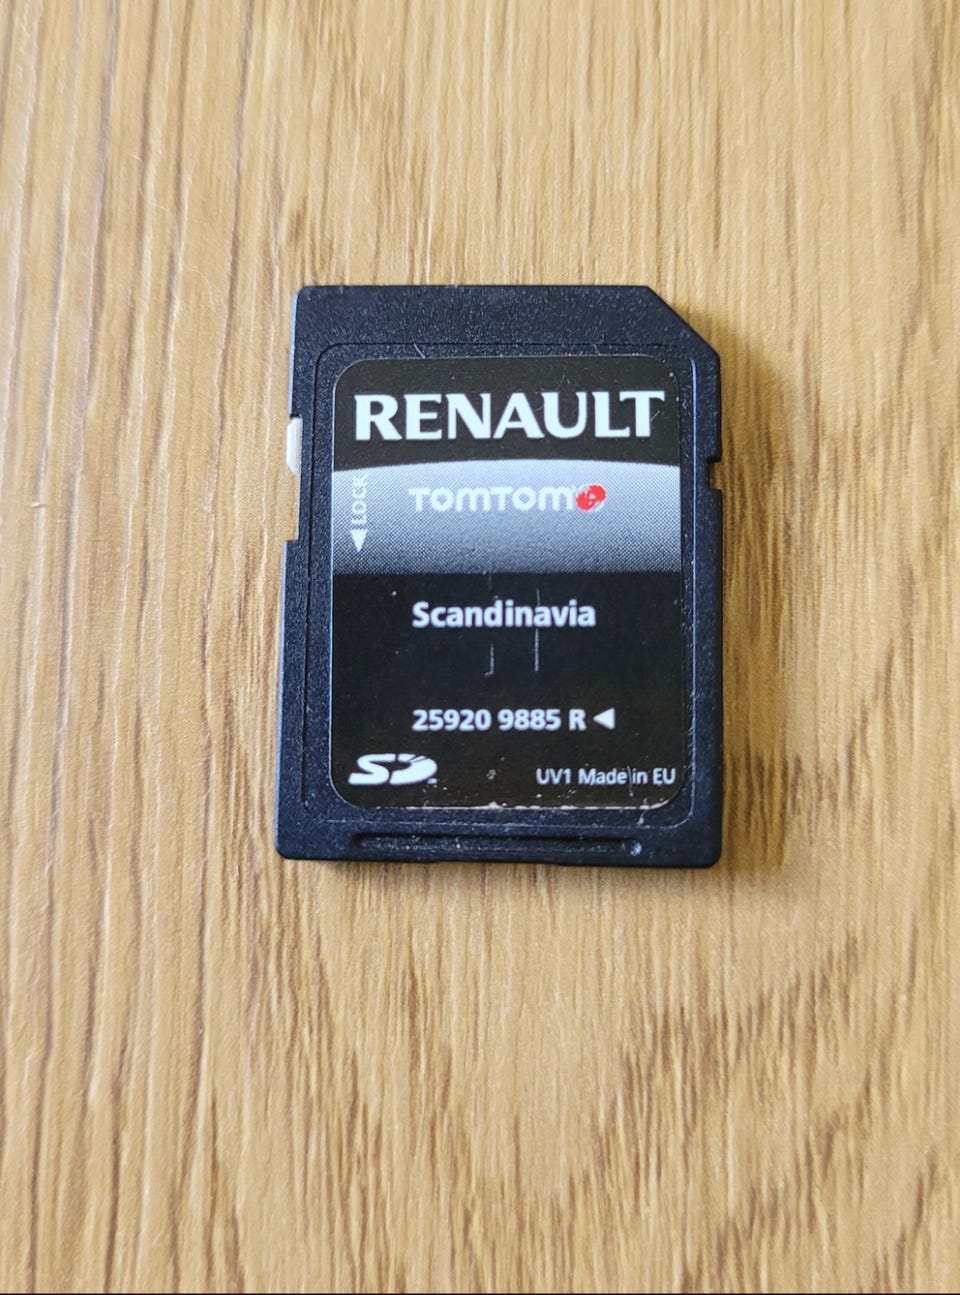 RENAULT
TOMTOM
◀ LOCK
Scandinavia
25920 9885 R ◀
SD
UV1 Made in EU